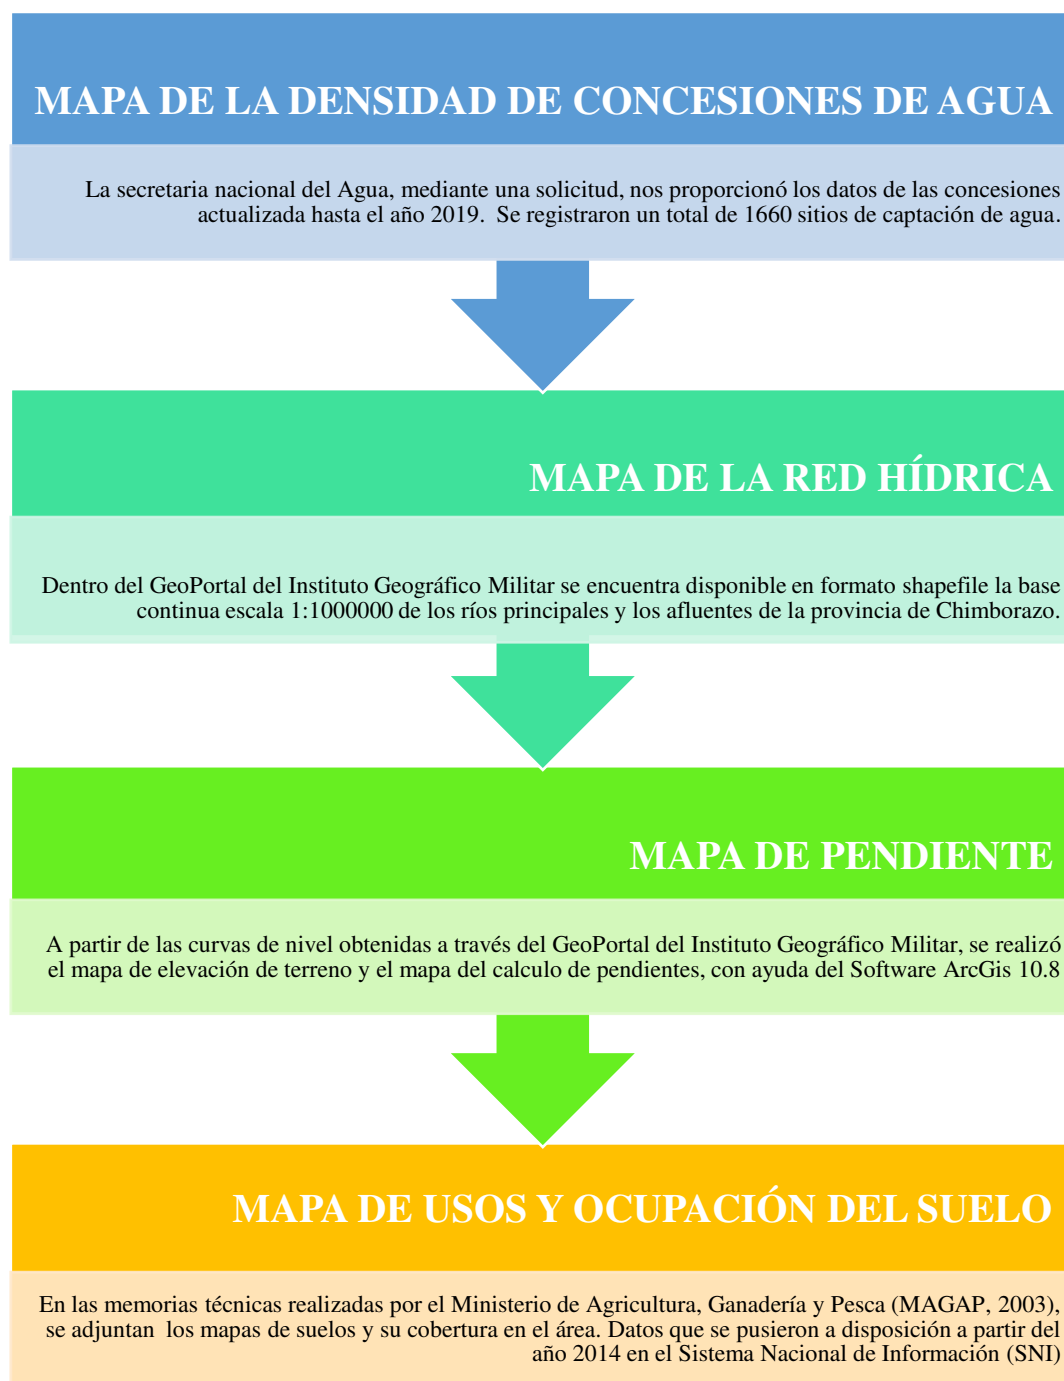 MAPA DE LA DENSIDAD DE CONCESIONES DE AGUA
La secretaria nacional del Agua, mediante una solicitud, nos proporcionó los datos de las concesiones
actualizada hasta el año 2019.  Se registraron un total de 1660 sitios de captación de agua.
MAPA DE LA RED HÍDRICA
Dentro del GeoPortal del Instituto Geográfico Militar se encuentra disponible en formato shapefile la base
continua escala 1:1000000 de los ríos principales y los afluentes de la provincia de Chimborazo.
MAPA DE PENDIENTE
A partir de las curvas de nivel obtenidas a través del GeoPortal del Instituto Geográfico Militar, se realizó
el mapa de elevación de terreno y el mapa del calculo de pendientes, con ayuda del Software ArcGis 10.8
MAPA DE USOS Y OCUPACIÓN DEL SUELO
En las memorias técnicas realizadas por el Ministerio de Agricultura, Ganadería y Pesca (MAGAP, 2003),
se adjuntan  los mapas de suelos y su cobertura en el área. Datos que se pusieron a disposición a partir del
año 2014 en el Sistema Nacional de Información (SNI)